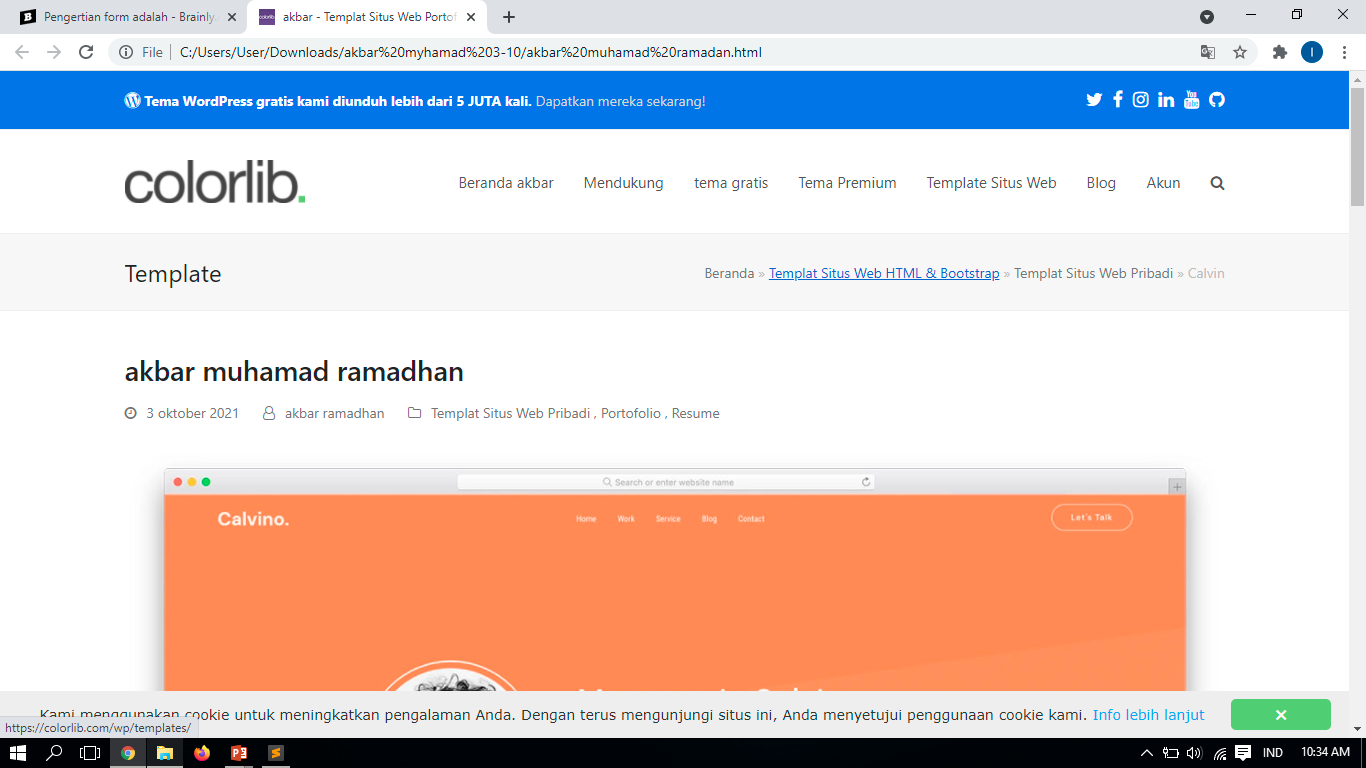 Pengertian form adalah - Brainly
akbar - Templat Situs Web Portof
File | C:/Users/User/Downloads/akbar%20myhamad%203-10/akbar%20muhamad%20ramadan.html
Tema WordPress gratis kami diunduh lebih dari 5 JUTA kali. Dapatkan mereka sekarang!
colorlib.
Beranda akbar Mendukung tema gratis Tema Premium Template Situs Web Blog Akun
Template
Beranda » Templat Situs Web HTML & Bootstrap » Templat Situs Web Pribadi » Calvin
akbar muhamad ramadhan
3 oktober 2021 akbar ramadhan Templat Situs Web Pribadi , Portofolio , Resume
Search or enter website name
Calvino. Home Work Service Blog Contact Let's Talk
Kami menggunakan cookie untuk meningkatkan pengalaman Anda. Dengan terus mengunjungi situs ini, Anda menyetujui penggunaan cookie kami. Info lebih lanjut
https://colorlib.com/wp/templates/
IND 10:34 AM